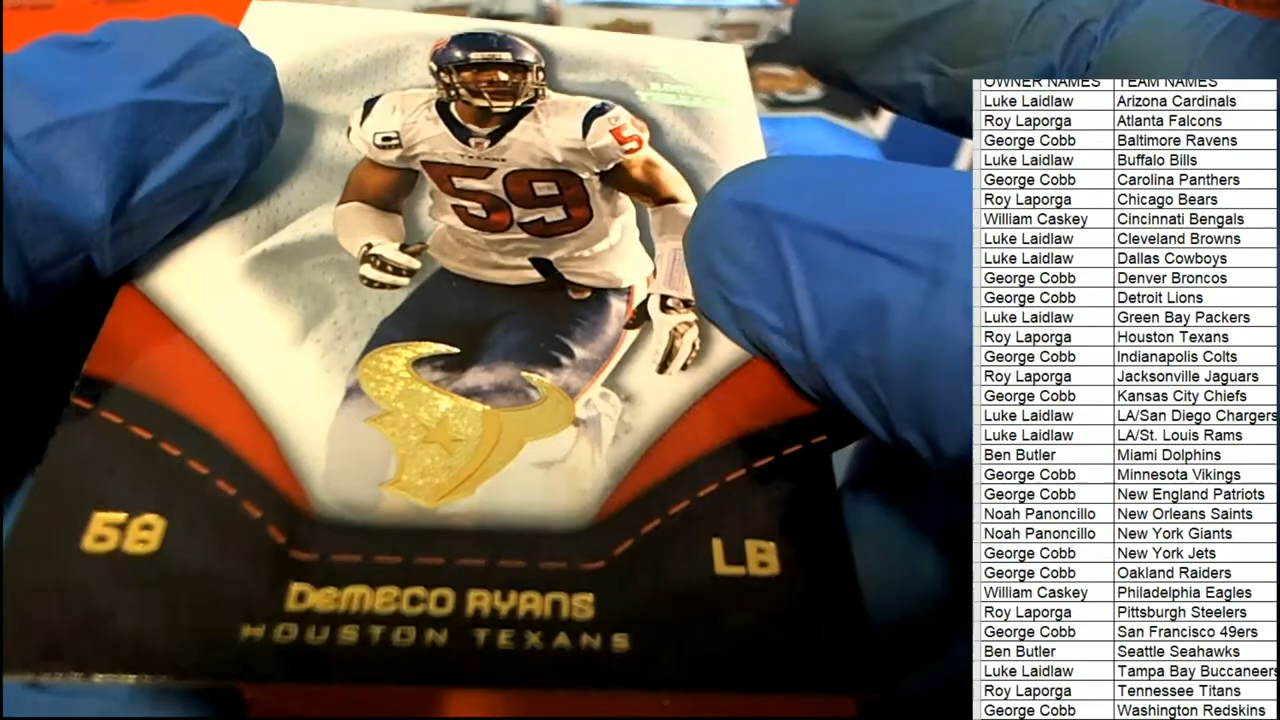 C
5
TEXANS
59
58
LB
DeMECO RYANS
HOUSTON TEXANS
OWNER NAMES TEAM NAMES
Luke Laidlaw Arizona Cardinals
Roy Laporga Atlanta Falcons
George Cobb Baltimore Ravens
Luke Laidlaw Buffalo Bills
George Cobb Carolina Panthers
Roy Laporga Chicago Bears
William Caskey Cincinnati Bengals
Luke Laidlaw Cleveland Browns
Luke Laidlaw Dallas Cowboys
George Cobb Denver Broncos
George Cobb Detroit Lions
Luke Laidlaw Green Bay Packers
Roy Laporga Houston Texans
George Cobb Indianapolis Colts
Roy Laporga Jacksonville Jaguars
George Cobb Kansas City Chiefs
Luke Laidlaw LA/San Diego Chargers
Luke Laidlaw LA/St. Louis Rams
Ben Butler Miami Dolphins
George Cobb Minnesota Vikings
George Cobb New England Patriots
Noah Panoncillo New Orleans Saints
Noah Panoncillo New York Giants
George Cobb New York Jets
George Cobb Oakland Raiders
William Caskey Philadelphia Eagles
Roy Laporga Pittsburgh Steelers
George Cobb San Francisco 49ers
Ben Butler Seattle Seahawks
Luke Laidlaw Tampa Bay Buccaneers
Roy Laporga Tennessee Titans
George Cobb Washington Redskins